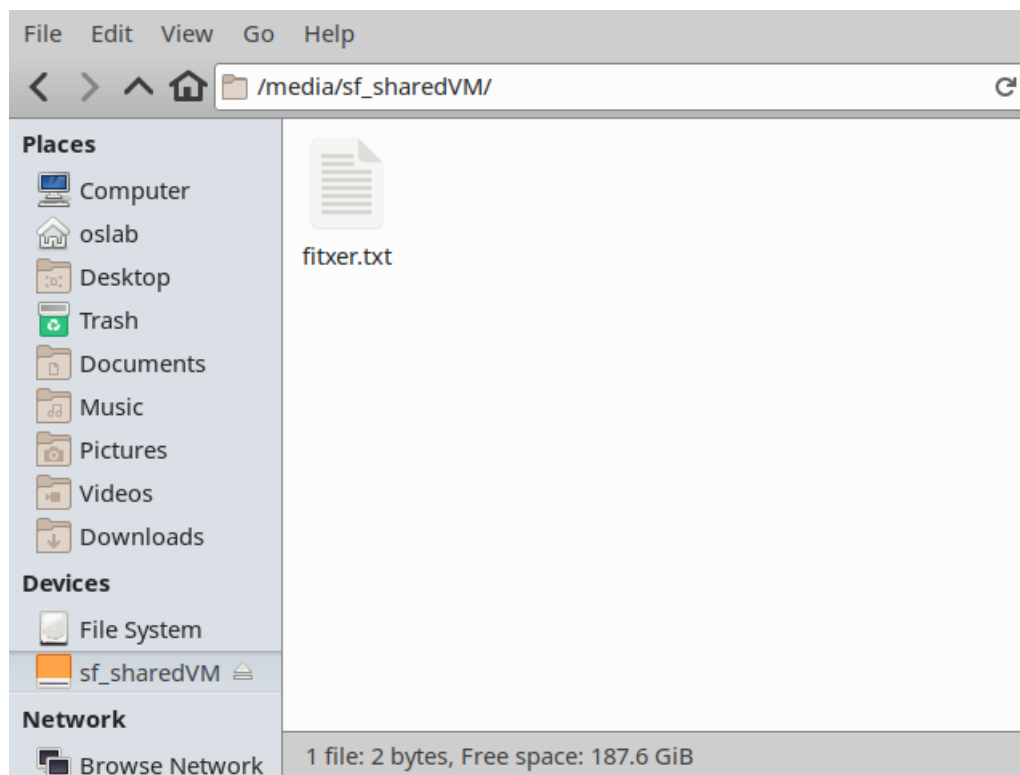 File Edit View Go Help
/media/sf_sharedVM/
Places
Computer
oslab
Desktop
Trash
Documents
Music
Pictures
Videos
Downloads
Devices
File System
sf_sharedVM
Network
Browse Network
fitxer.txt
1 file: 2 bytes, Free space: 187.6 GiB